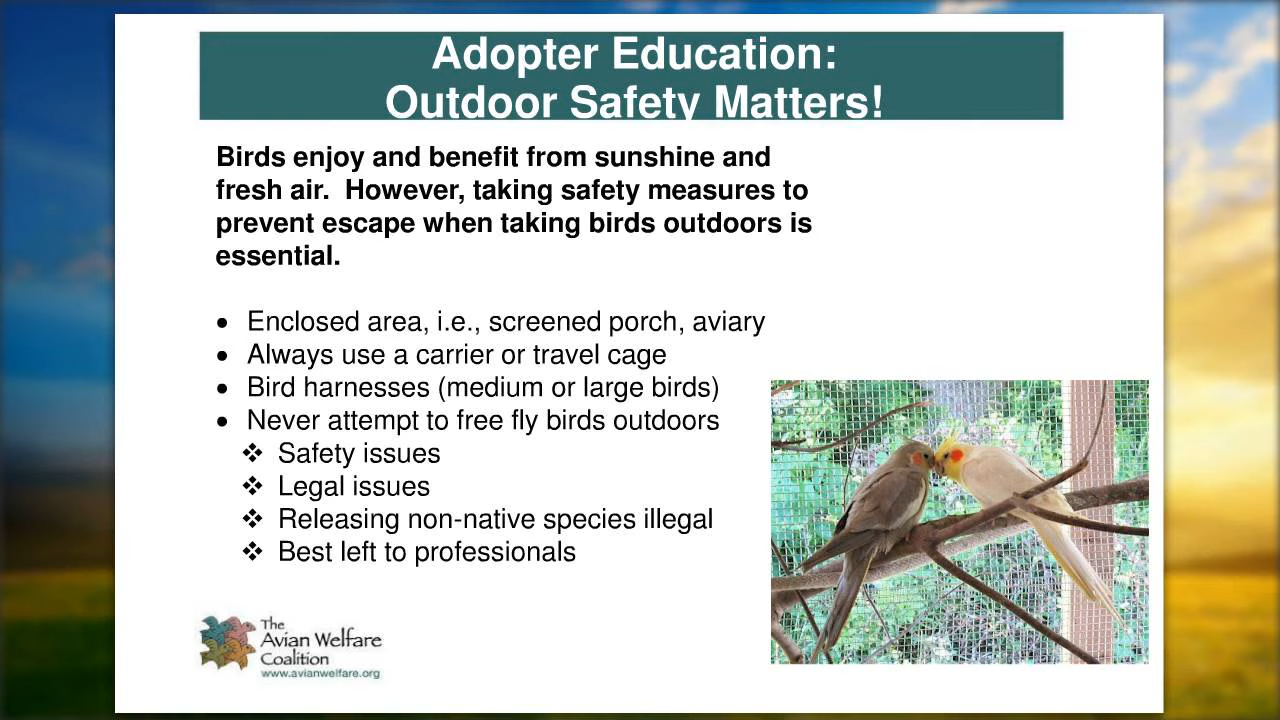 Adopter Education:
Outdoor Safety Matters!
Birds enjoy and benefit from sunshine and
fresh air.  However, taking safety measures to
prevent escape when taking birds outdoors is
essential.
• Enclosed area, i.e., screened porch, aviary
• Always use a carrier or travel cage
• Bird harnesses (medium or large birds)
• Never attempt to free fly birds outdoors
❖ Safety issues
❖ Legal issues
❖ Releasing non-native species illegal
❖ Best left to professionals
The
Avian Welfare
Coalition
www.avianwelfare.org